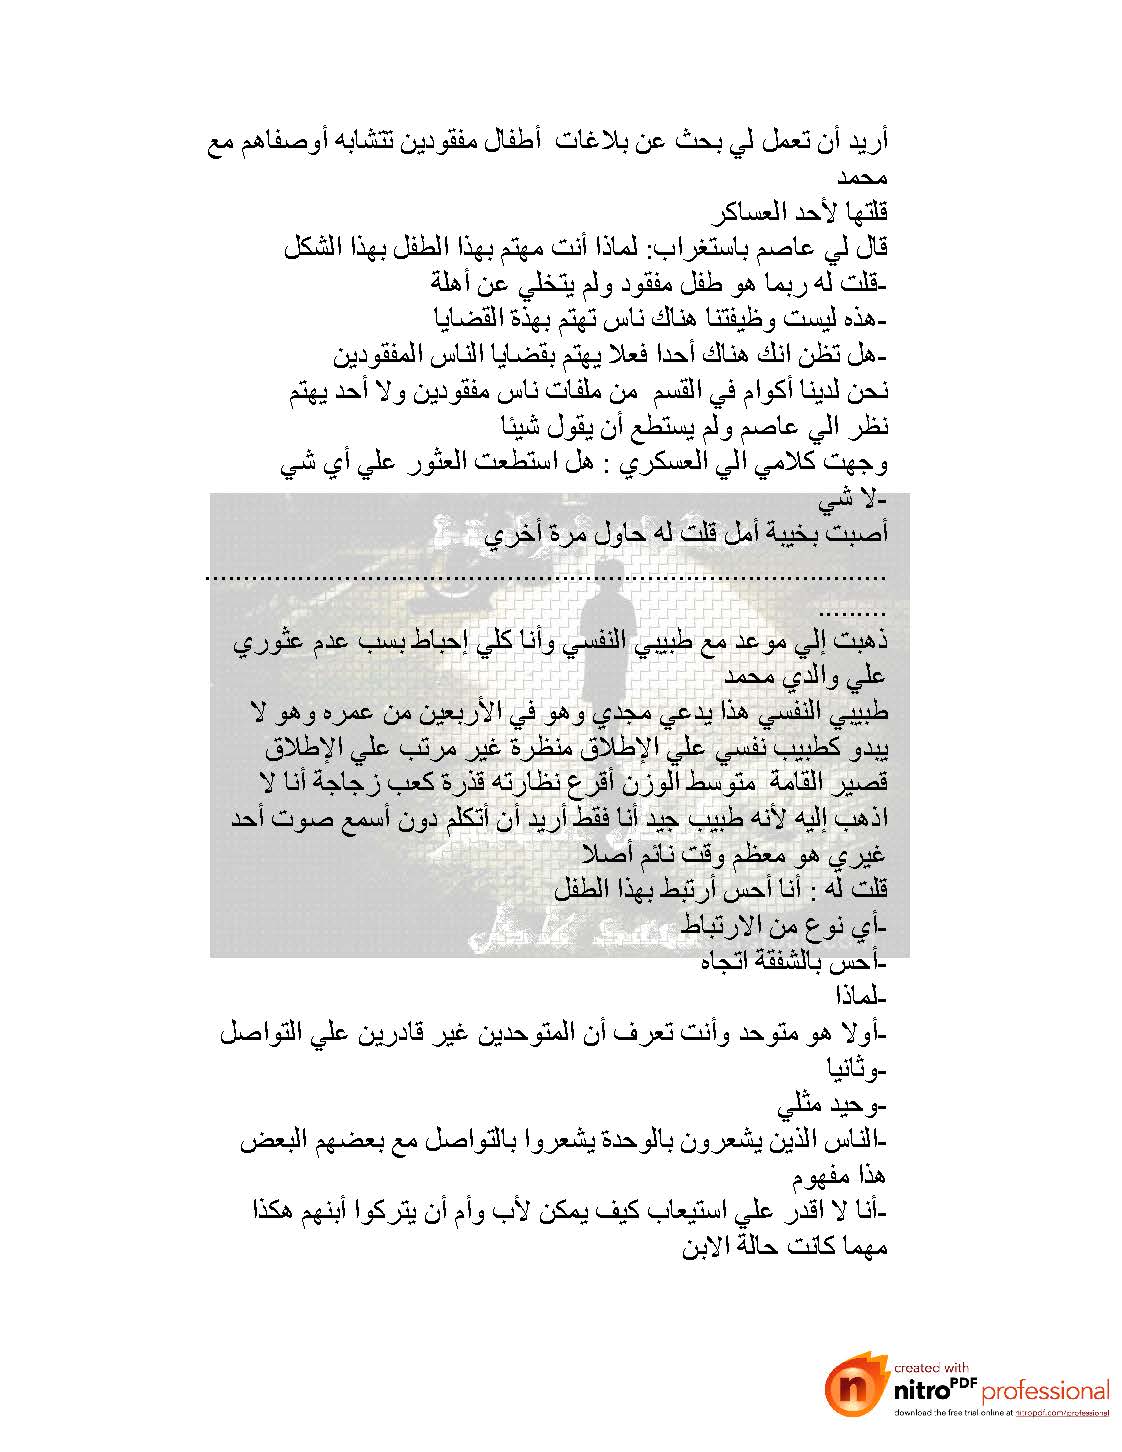 أريد أن تعمل لي بحث عن بلاغات  أطفال مفقودين تتشابه أوصفاهم مع
محمد
قلتها لأحد العساكر
قال لي عاصم باستغراب: لماذا أنت مهتم بهذا الطفل بهذا الشكل
-قلت له ربما هو طفل مفقود ولم يتخلي عن أهلة
-هذه ليست وظيفتنا هناك ناس تهتم بهذة القضايا
-هل تظن انك هناك أحدا فعلا يهتم بقضايا الناس المفقودين
نحن لدينا أكوام في القسم  من ملفات ناس مفقودين ولا أحد يهتم
نظر الي عاصم ولم يستطع أن يقول شيئا
وجهت كلامي الي العسكري : هل استطعت العثور علي أي شي
-لا شي
أصبت بخيبة أمل قلت له حاول مرة أخري
................................................................................
.........
ذهبت إلي موعد مع طبيبي النفسي وأنا كلي إحباط بسب عدم عثوري
علي والدي محمد
طبيبي النفسي هذا يدعي مجدي وهو في الأربعين من عمره وهو لا
يبدو كطبيب نفسي علي الإطلاق منظرة غير مرتب علي الإطلاق
قصير القامة  متوسط الوزن أقرع نظارته قذرة كعب زجاجة أنا لا
اذهب إليه لأنه طبيب جيد أنا فقط أريد أن أتكلم دون أسمع صوت أحد
غيري هو معظم وقت نائم أصلا
قلت له : أنا أحس أرتبط بهذا الطفل
-أي نوع من الارتباط
-أحس بالشفقة اتجاه
-لماذا
-أولا هو متوحد وأنت تعرف أن المتوحدين غير قادرين علي التواصل
-وثانيا
-وحيد مثلي
-الناس الذين يشعرون بالوحدة يشعروا بالتواصل مع بعضهم البعض
هذا مفهوم
-أنا لا اقدر علي استيعاب كيف يمكن لأب وأم أن يتركوا أبنهم هكذا
مهما كانت حالة الابن
created with
nitroPDF professional
download the free trial online at nitropdf.com/professional